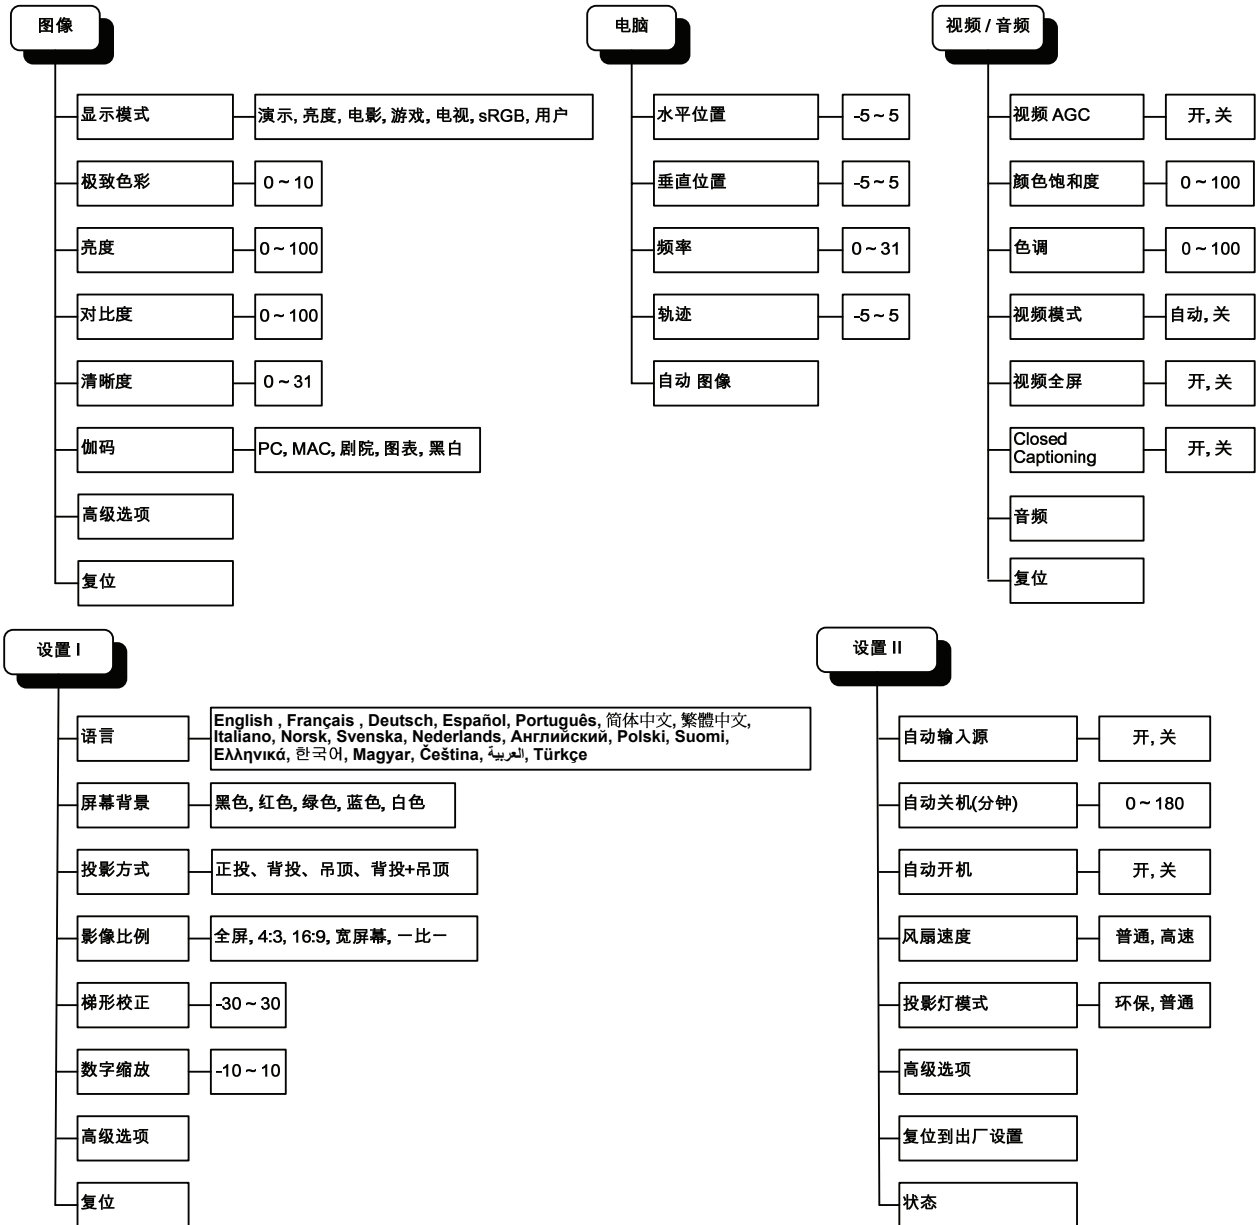 图像
显示模式
演示, 亮度, 电影, 游戏, 电视, sRGB, 用户
极致色彩
0 ~ 10
亮度
0 ~ 100
对比度
0 ~ 100
清晰度
0 ~ 31
伽码
PC, MAC, 剧院, 图表, 黑白
高级选项
复位
电脑
水平位置
-5 ~ 5
垂直位置
-5 ~ 5
频率
0 ~ 31
轨迹
-5 ~ 5
自动 图像
视频 / 音频
视频 AGC
开, 关
颜色饱和度
0 ~ 100
色调
0 ~ 100
视频模式
自动, 关
视频全屏
开, 关
Closed
Captioning
开, 关
音频
复位
设置 I
语言
English , Français , Deutsch, Español, Português, 简体中文, 繁體中文,
Italiano, Norsk, Svenska, Nederlands, Английский, Polski, Suomi,
Ελληνικά, 한국어, Magyar, Čeština, العربية, Türkçe
屏幕背景
黑色, 红色, 绿色, 蓝色, 白色
投影方式
正投、背投、吊顶、背投+吊顶
影像比例
全屏, 4:3, 16:9, 宽屏幕, 一比一
梯形校正
-30 ~ 30
数字缩放
-10 ~ 10
高级选项
复位
设置 II
自动输入源
开, 关
自动关机(分钟)
0 ~ 180
自动开机
开, 关
风扇速度
普通, 高速
投影灯模式
环保, 普通
高级选项
复位到出厂设置
状态